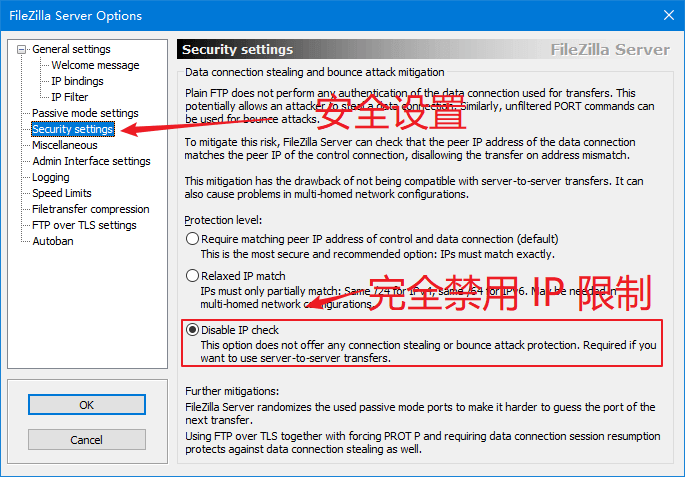 FileZilla Server Options
General settings
Welcome message
IP bindings
IP Filter
Passive mode settings
Security settings
Miscellaneous
Admin Interface settings
Logging
Speed Limits
Filetransfer compression
FTP over TLS settings
Autoban
OK
Cancel
Security settings
FileZilla Server
Data connection stealing and bounce attack mitigation
Plain FTP does not perform any authentication of the data connection used for transfers. This
potentially allows an attacker to steal a data connection. Similarly, unfiltered PORT commands can
be used for bounce attacks.
安全设置
To mitigate this risk, FileZilla Server can check that the peer IP address of the data connection
matches the peer IP of the control connection, disallowing the transfer on address mismatch.
This mitigation has the drawback of not being compatible with server-to-server transfers. It can
also cause problems in multi-homed network configurations.
Protection level:
Require matching peer IP address of control and data connection (default)
This is the most secure and recommended option: IPs must match exactly.
Relaxed IP match
IPs must only partially match: Same /24 for IPv4, same /64 for IPv6. May be needed in
multi-homed network configurations.
完全禁用 IP 限制
Disable IP check
This option does not offer any connection stealing or bounce attack protection. Required if you
want to use server-to-server transfers.
Further mitigations:
FileZilla Server randomizes the used passive mode ports to make it harder to guess the port of the
next transfer.
Using FTP over TLS together with forcing PROT P and requiring data connection session resumption
protects against data connection stealing as well.